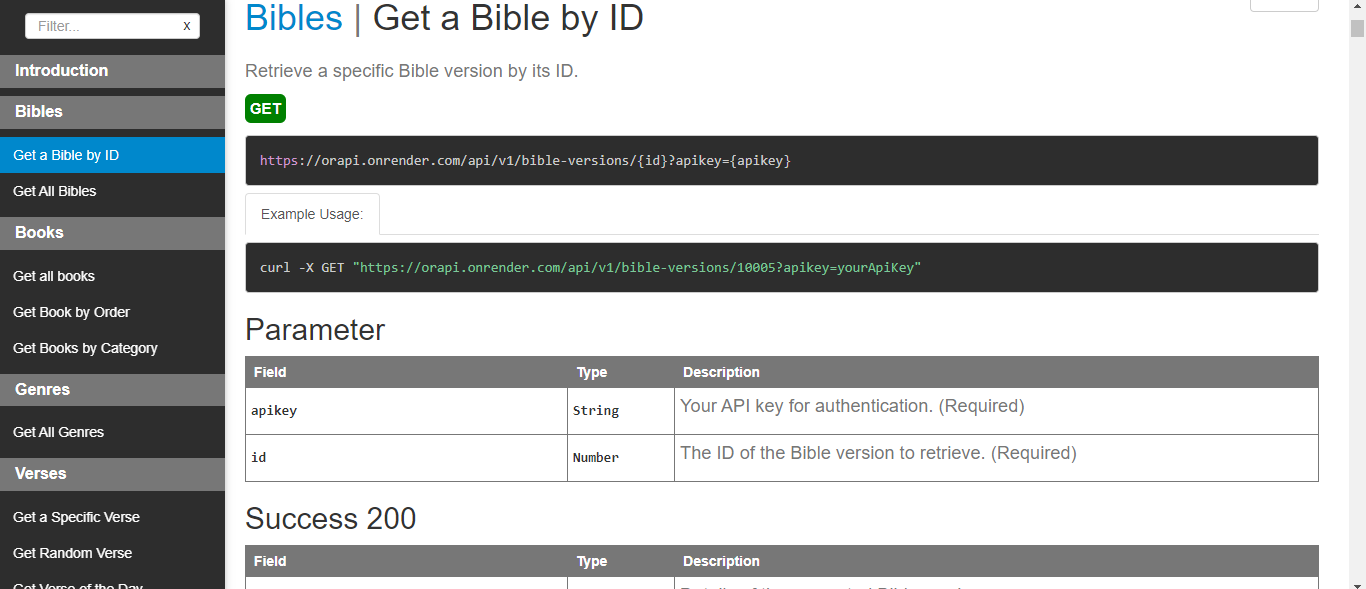 Filter...
X
Introduction
Bibles
Get a Bible by ID
Get All Bibles
Books
Get all books
Get Book by Order
Get Books by Category
Genres
Get All Genres
Verses
Get a Specific Verse
Get Random Verse
Get Verse of the Day
Bibles | Get a Bible by ID
Retrieve a specific Bible version by its ID.
GET
https://orapi.onrender.com/api/v1/bible-versions/{id}?apikey={apikey}
Example Usage:
curl -X GET "https://orapi.onrender.com/api/v1/bible-versions/10005?apikey=yourApiKey"
Parameter
Field Type Description
apikey String Your API key for authentication. (Required)
id Number The ID of the Bible version to retrieve. (Required)
Success 200
Field Type Description